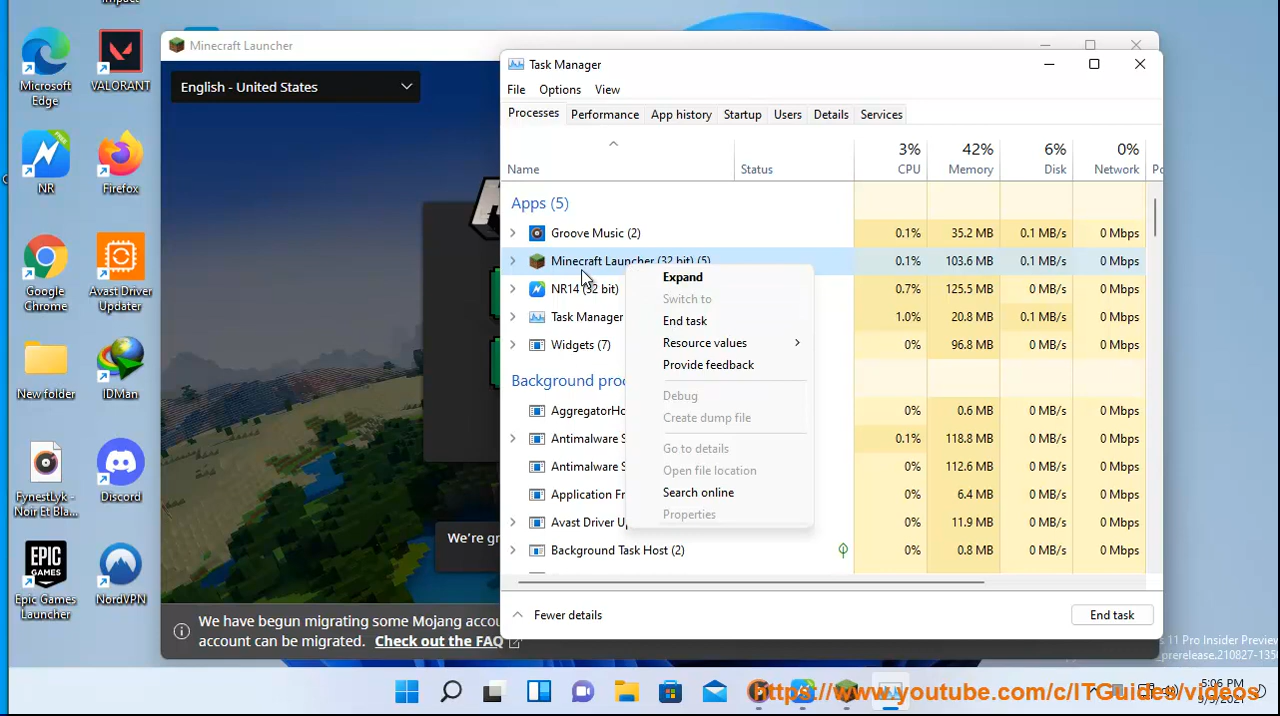 Impact
Microsoft
Edge
VALORANT
NR
Firefox
Google
Chrome
Avast Driver
Updater
New folder
IDMan
FynestLyk -
Noir Et Bla...
Discord
Epic Games
Launcher
NordVPN
EPIC
GAMES
FREE
Minecraft Launcher
English - United States
We're gr
We have begun migrating some Mojang accou
account can be migrated. Check out the FAQ
Task Manager
File Options View
Processes Performance App history Startup Users Details Services
3% 42% 6% 0%
Name Status CPU Memory Disk Network Po
Apps (5)
Groove Music (2) 0.1% 35.2 MB 0.1 MB/s 0 Mbps
Minecraft Launcher (32 bit) (5) 0.1% 103.6 MB 0.1 MB/s 0 Mbps
NR14 (32 bit) 0.7% 125.5 MB 0 MB/s 0 Mbps
Task Manager 1.0% 20.8 MB 0.1 MB/s 0 Mbps
Widgets (7) 0% 96.8 MB 0 MB/s 0 Mbps
Background proc
AggregatorHo 0% 0.6 MB 0 MB/s 0 Mbps
Antimalware S 0.1% 118.8 MB 0 MB/s 0 Mbps
Antimalware S 0% 112.6 MB 0 MB/s 0 Mbps
Application Fr 0% 6.4 MB 0 MB/s 0 Mbps
Avast Driver U 0% 11.9 MB 0 MB/s 0 Mbps
Background Task Host (2) 0% 0.8 MB 0 MB/s 0 Mbps
Expand
Switch to
End task
Resource values
Provide feedback
Debug
Create dump file
Go to details
Open file location
Search online
Properties
Fewer details End task
11 Pro Insider Preview
_prerelease.210827-135
5:06 PM
Https://www.youtube.com/c/ITGuides/videos